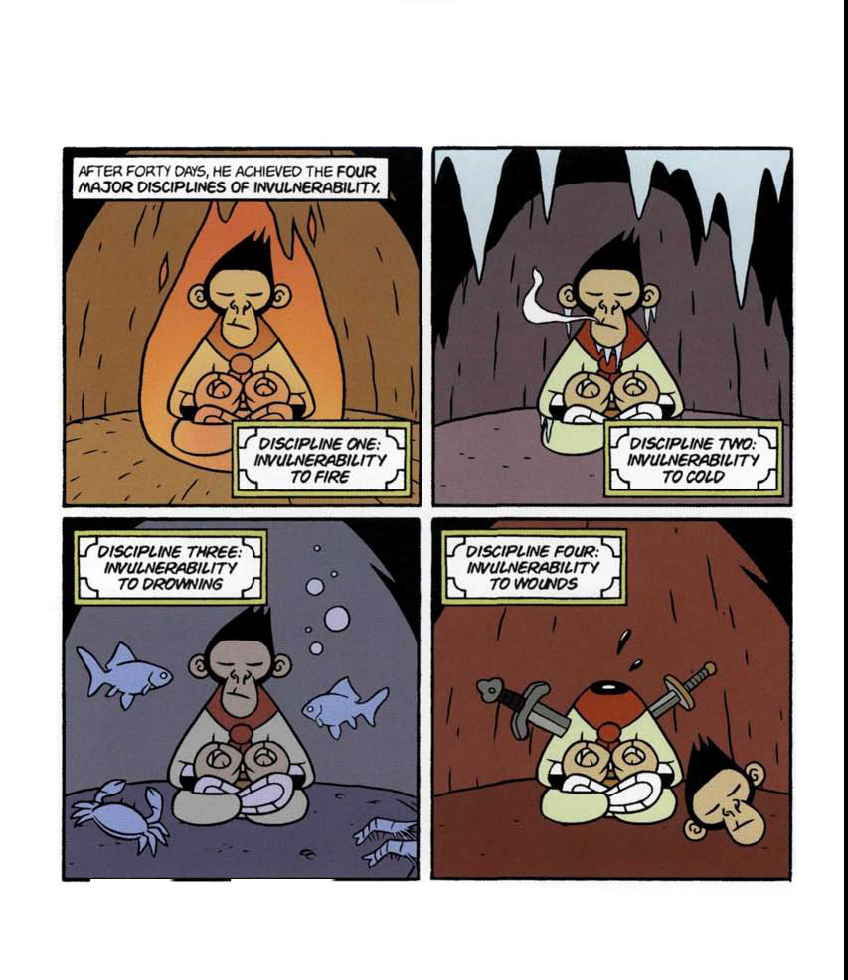 AFTER FORTY DAYS, HE ACHIEVED THE FOUR
MAJOR DISCIPLINES OF INVULNERABILITY.
DISCIPLINE ONE:
INVULNERABILITY
TO FIRE
DISCIPLINE TWO:
INVULNERABILITY
TO COLD
DISCIPLINE THREE:
INVULNERABILITY
TO DROWNING
DISCIPLINE FOUR:
INVULNERABILITY
TO WOUNDS